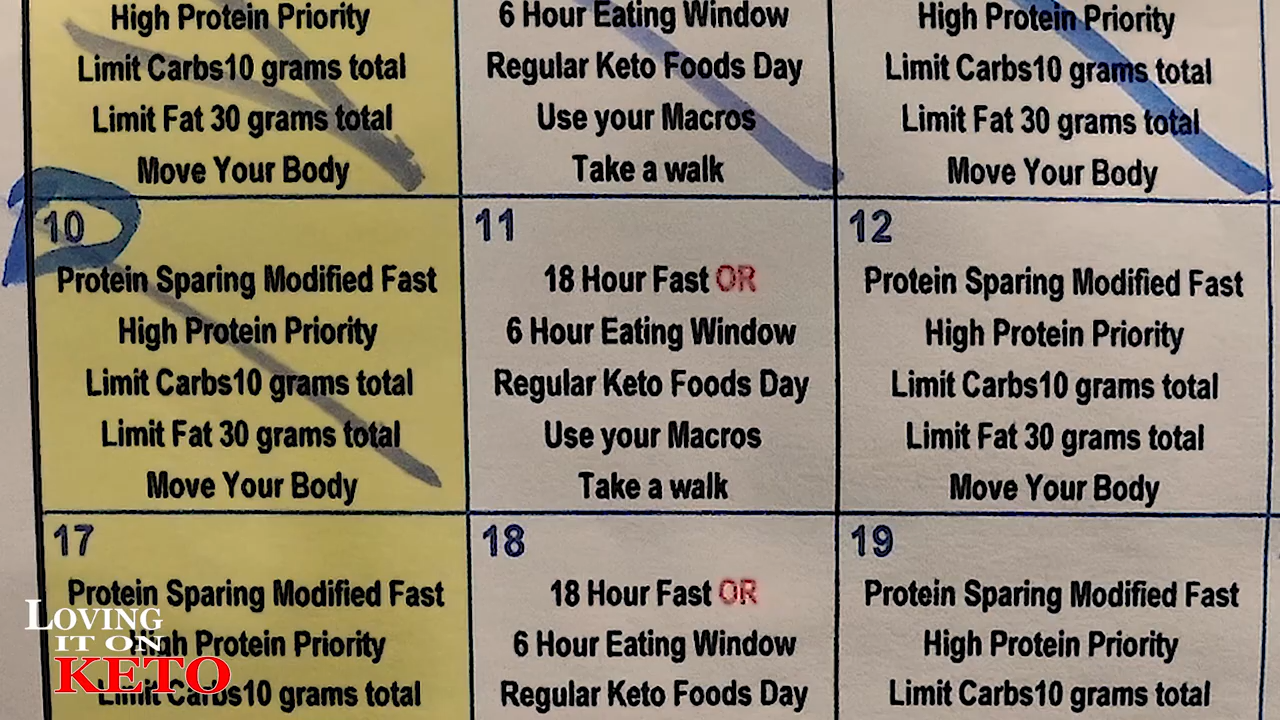 High Protein Priority
Limit Carbs10 grams total
Limit Fat 30 grams total
Move Your Body
6 Hour Eating Window
Regular Keto Foods Day
Use your Macros
Take a walk
High Protein Priority
Limit Carbs10 grams total
Limit Fat 30 grams total
Move Your Body
10
Protein Sparing Modified Fast
High Protein Priority
Limit Carbs10 grams total
Limit Fat 30 grams total
Move Your Body
11
18 Hour Fast OR
6 Hour Eating Window
Regular Keto Foods Day
Use your Macros
Take a walk
12
Protein Sparing Modified Fast
High Protein Priority
Limit Carbs10 grams total
Limit Fat 30 grams total
Move Your Body
17
Protein Sparing Modified Fast
High Protein Priority
Limit Carbs10 grams total
18
18 Hour Fast OR
6 Hour Eating Window
Regular Keto Foods Day
19
Protein Sparing Modified Fast
High Protein Priority
Limit Carbs10 grams total
LOVING
IT ON
KETO